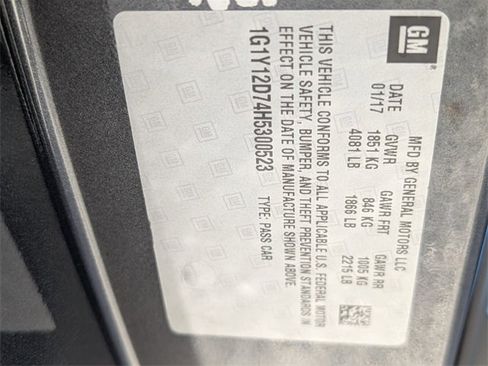 GM
MFD BY GENERAL MOTORS LLC
DATE GVWR GAWR FRT GAWR RR
01/17 1851 KG 846 KG 1005 KG
4081 LB 1866 LB 2215 LB
THIS VEHICLE CONFORMS TO ALL APPLICABLE U.S. FEDERAL MOTOR
VEHICLE SAFETY, BUMPER, AND THEFT PREVENTION STANDARDS IN
EFFECT ON THE DATE OF MANUFACTURE SHOWN ABOVE.
1G1Y12D74H5300523 TYPE: PASS CAR